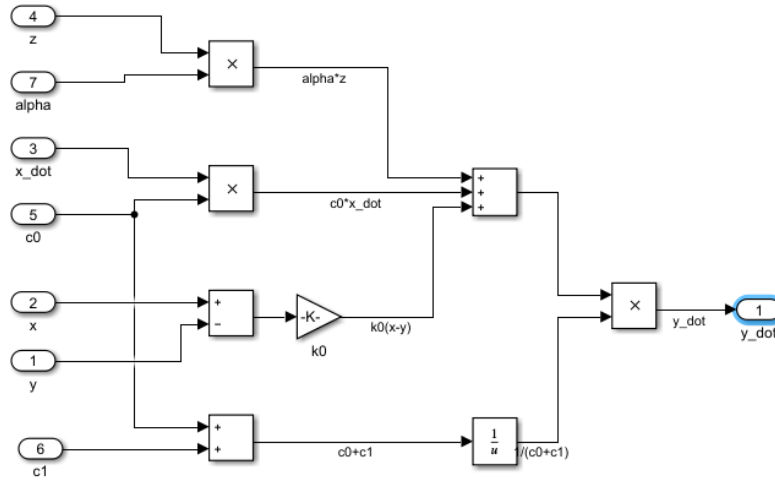 4
z
×
alpha*z
7
alpha
3
x_dot
×
c0*x_dot
+
+
+
5
c0
2
x
+
−
-K-
k0
k0(x-y)
×
y_dot
1
y_dot
1
y
+
+
c0+c1
1
u
1/(c0+c1)
6
c1